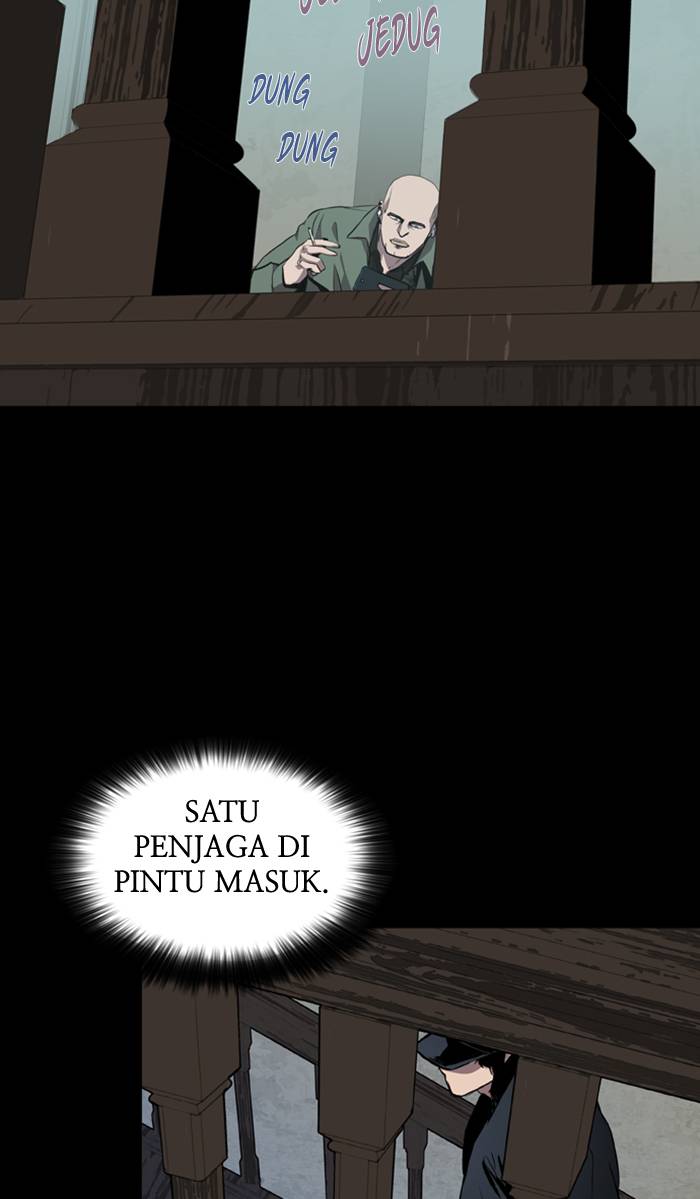 JEDUG
DUNG
DUNG
SATU
PENJAGA DI
PINTU MASUK.